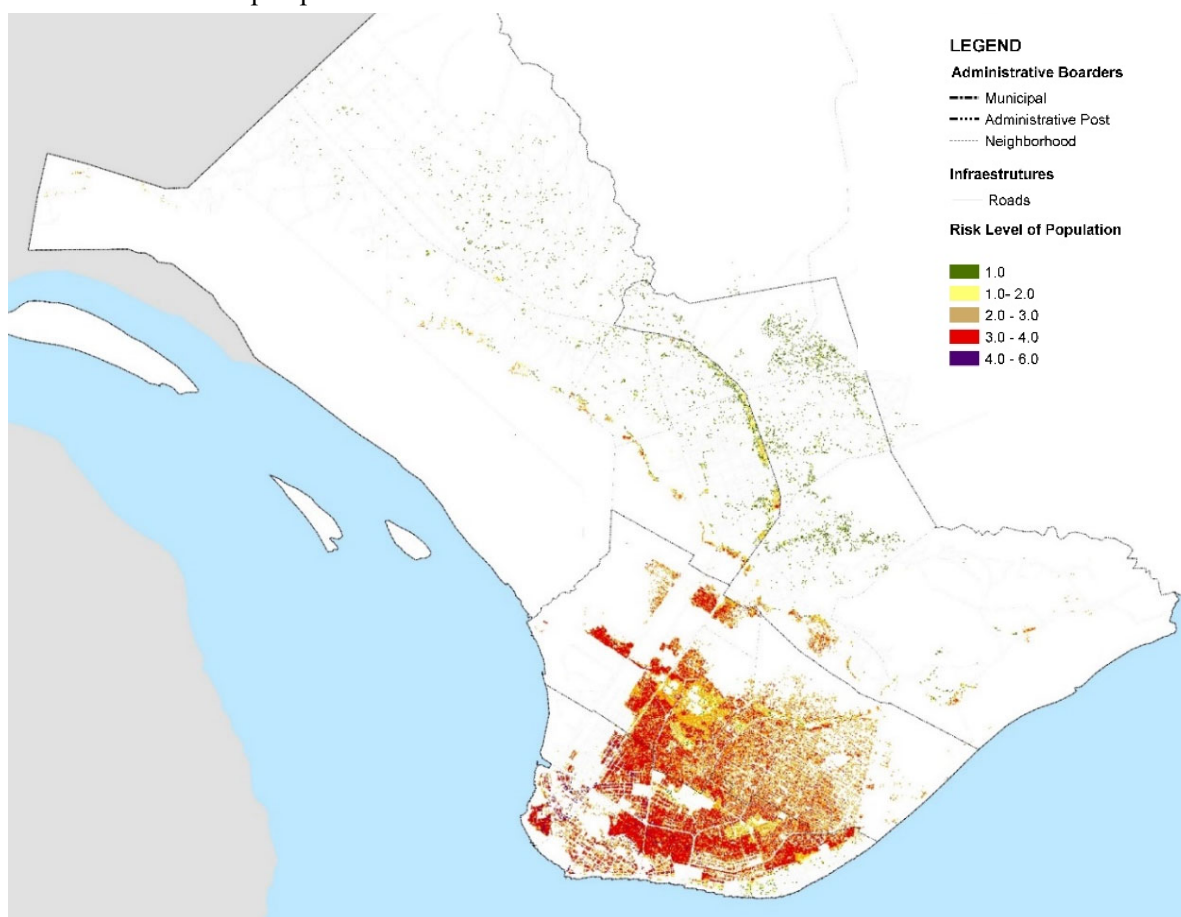 LEGEND
Administrative Boarders
Municipal
Administrative Post
Neighborhood
Infraestrutures
Roads
Risk Level of Population
1.0
1.0- 2.0
2.0 - 3.0
3.0 - 4.0
4.0 - 6.0